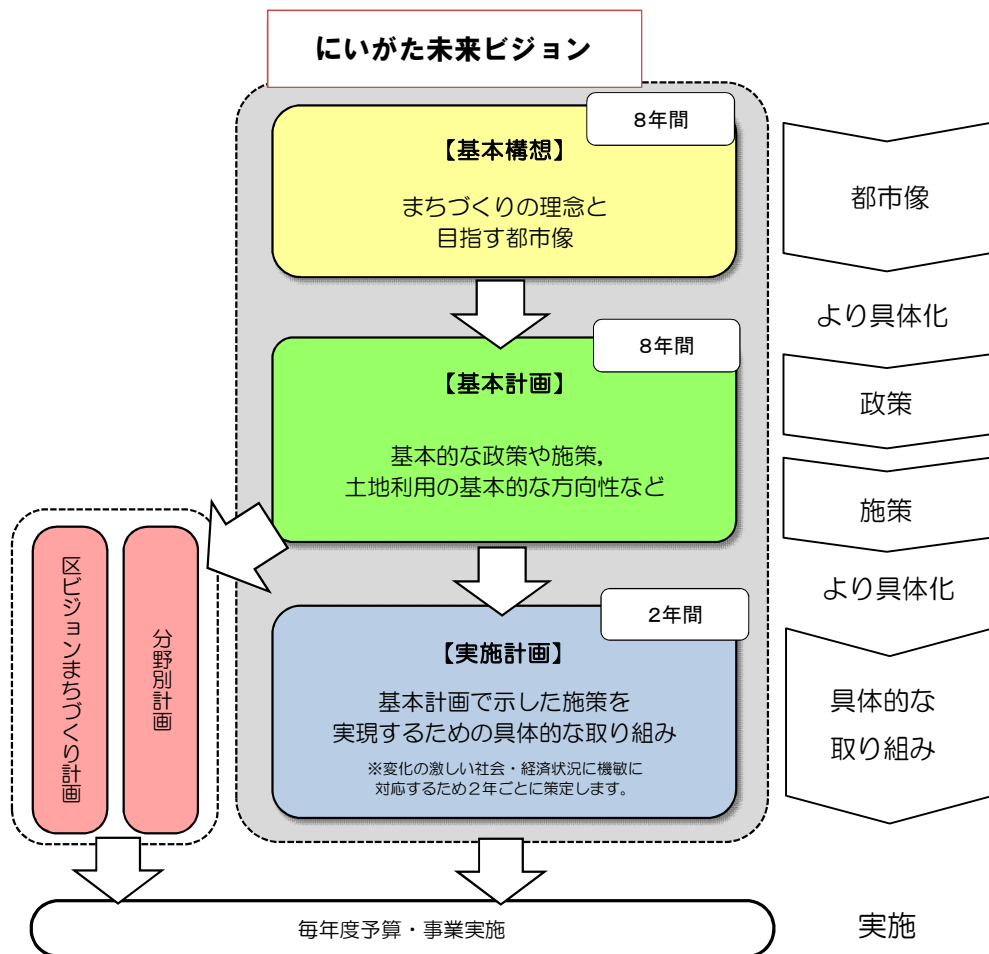 にいがた未来ビジョン
8年間
【基本構想】
まちづくりの理念と
目指す都市像
都市像
より具体化
8年間
【基本計画】
基本的な政策や施策，
土地利用の基本的な方向性など
政策
施策
より具体化
区ビジョンまちづくり計画
分野別計画
2年間
【実施計画】
基本計画で示した施策を
実現するための具体的な取り組み
※変化の激しい社会・経済状況に機敏に
対応するため２年ごとに策定します。
具体的な
取り組み
毎年度予算・事業実施
実施